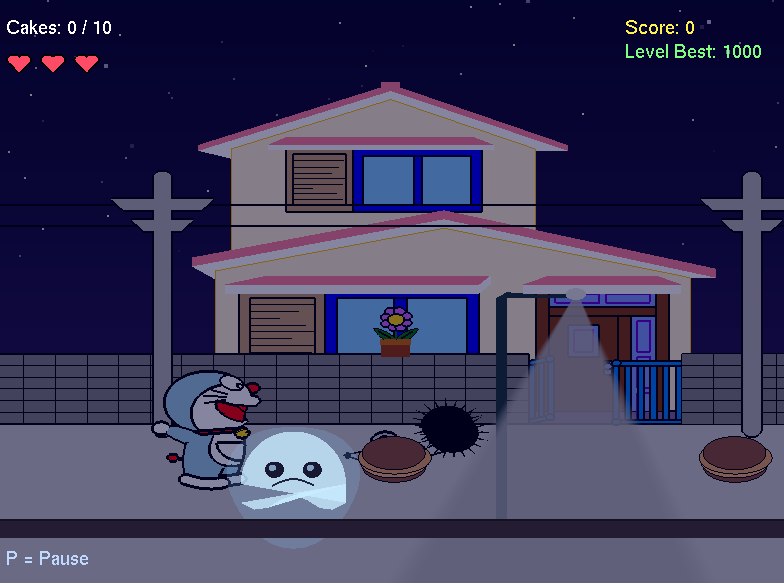 Cakes: 0 / 10
Score: 0
Level Best: 1000
P = Pause